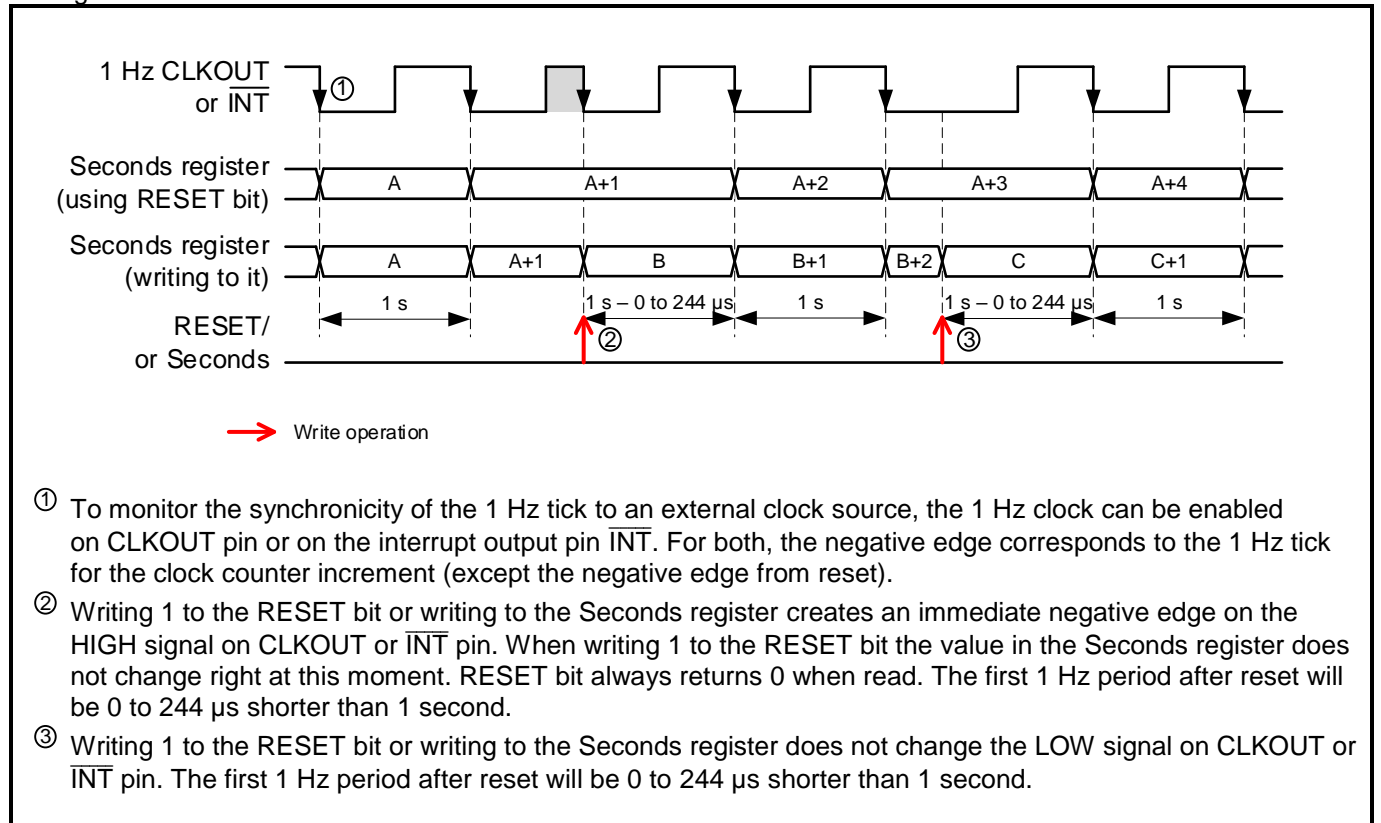 1 Hz CLKOUT
or INT
①
Seconds register
(using RESET bit)
A
A+1
A+2
A+3
A+4
Seconds register
(writing to it)
A
A+1
B
B+1
B+2
C
C+1
1 s
1 s – 0 to 244 µs
1 s
1 s – 0 to 244 µs
1 s
RESET/
or Seconds
②
③
Write operation
① To monitor the synchronicity of the 1 Hz tick to an external clock source, the 1 Hz clock can be enabled
on CLKOUT pin or on the interrupt output pin INT. For both, the negative edge corresponds to the 1 Hz tick
for the clock counter increment (except the negative edge from reset).
② Writing 1 to the RESET bit or writing to the Seconds register creates an immediate negative edge on the
HIGH signal on CLKOUT or INT pin. When writing 1 to the RESET bit the value in the Seconds register does
not change right at this moment. RESET bit always returns 0 when read. The first 1 Hz period after reset will
be 0 to 244 µs shorter than 1 second.
③ Writing 1 to the RESET bit or writing to the Seconds register does not change the LOW signal on CLKOUT or
INT pin. The first 1 Hz period after reset will be 0 to 244 µs shorter than 1 second.